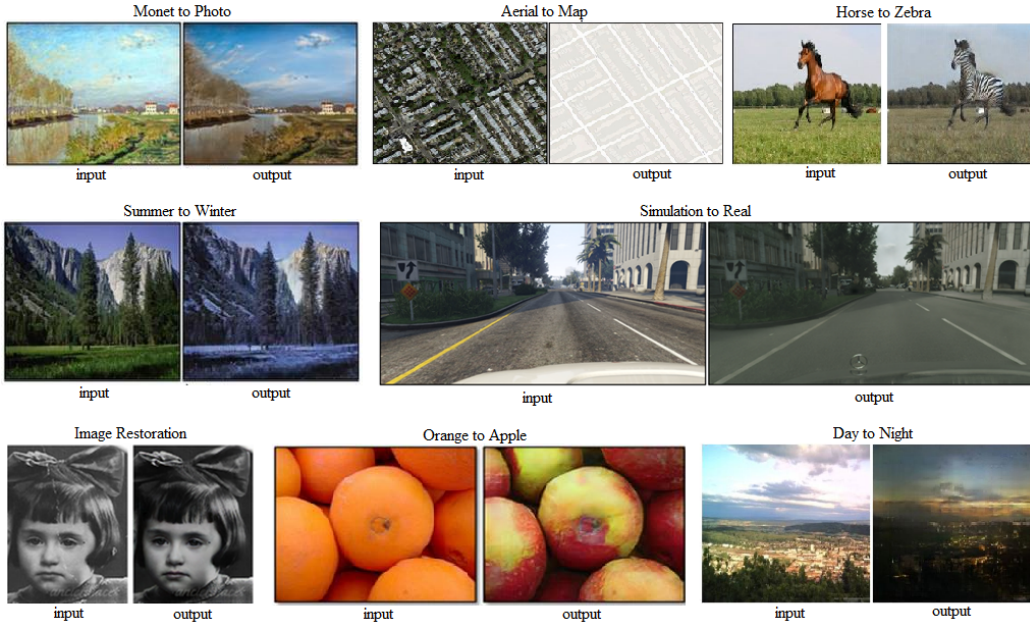 Monet to Photo
Aerial to Map
Horse to Zebra
input
output
input
output
input
output
Summer to Winter
Simulation to Real
input
output
input
output
Image Restoration
Orange to Apple
Day to Night
input
output
input
output
input
output